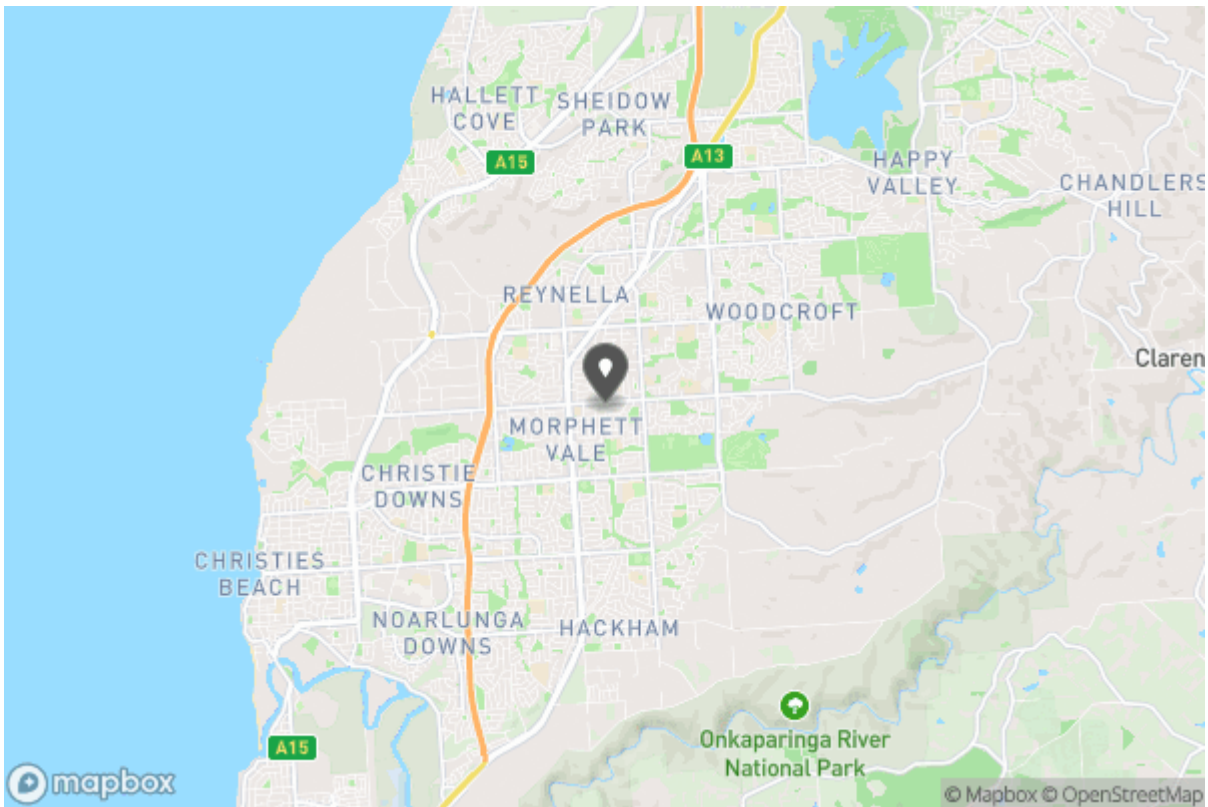 HALLETT
COVE
SHEIDOW
PARK
A15
A13
HAPPY
VALLEY
CHANDLERS
HILL
REYNELLA
WOODCROFT
Claren
MORPHETT
VALE
CHRISTIE
DOWNS
CHRISTIES
BEACH
NOARLUNGA
DOWNS
HACKHAM
A15
Onkaparinga River
National Park
mapbox
© Mapbox © OpenStreetMap